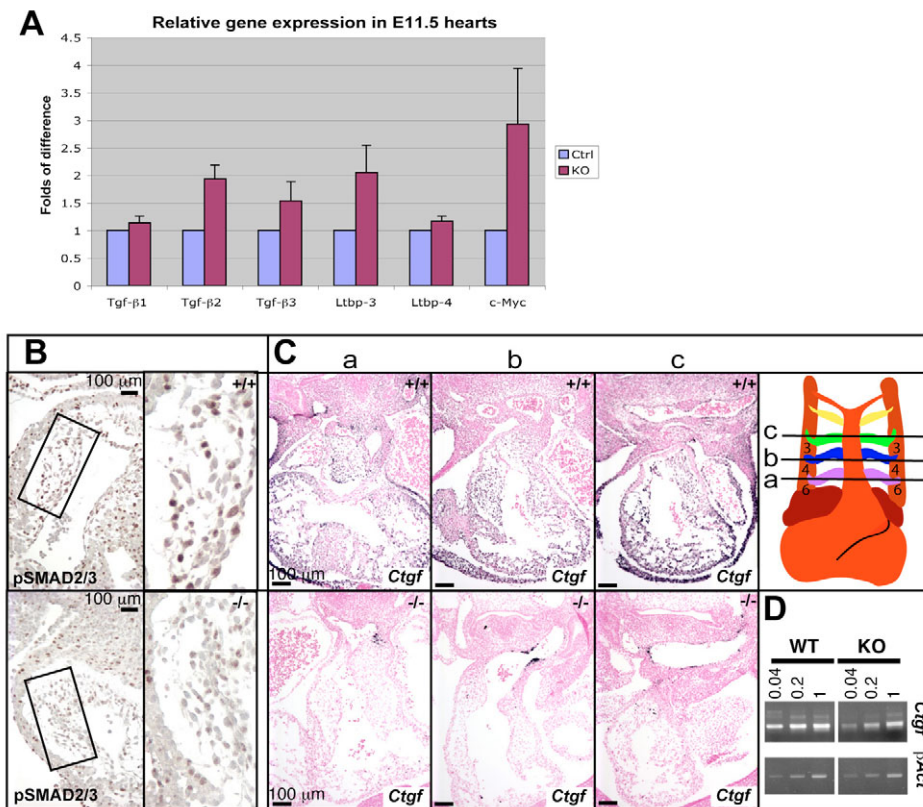 A
Relative gene expression in E11.5 hearts
Folds of difference
4.5
4
3.5
3
2.5
2
1.5
1
0.5
0
Tgf-β1 Tgf-β2 Tgf-β3 Ltbp-3 Ltbp-4 c-Myc
Ctrl
KO
B
100 μm
+/+
pSMAD2/3
100 μm
-/-
pSMAD2/3
C
a b c
+/+ +/+ +/+
100 μm
Ctgf Ctgf Ctgf
-/- -/- -/-
100 μm
Ctgf Ctgf Ctgf
c 3 3
b 4 4
a 6 6
D
WT KO
0.04 0.2 1 0.04 0.2 1
Ctgf